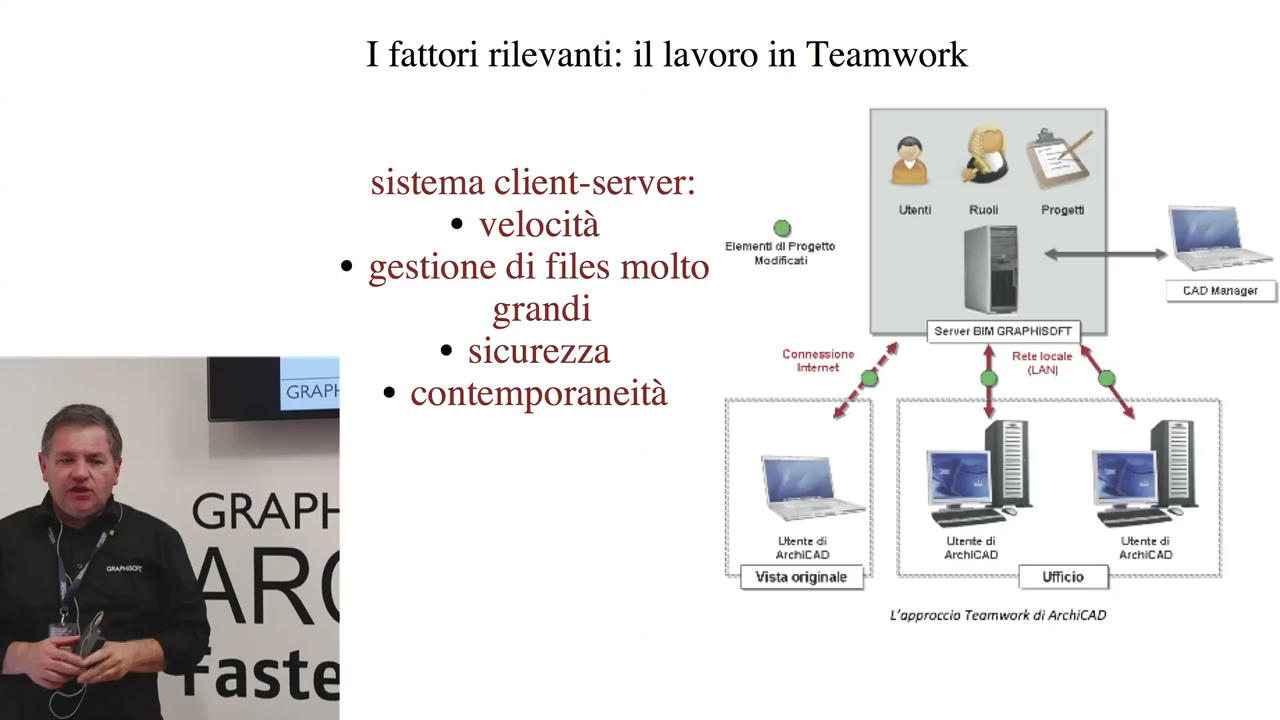 I fattori rilevanti: il lavoro in Teamwork
sistema client-server:
• velocità
• gestione di files molto
grandi
• sicurezza
• contemporaneità
Utenti
Ruoli
Progetti
Elementi di Progetto
Modificati
CAD Manager
Server BIM GRAPHISOFT
Connessione
Internet
Rete locale
(LAN)
Utente di
ArchiCAD
Utente di
ArchiCAD
Utente di
ArchiCAD
Vista originale
Ufficio
L'approccio Teamwork di ArchiCAD
GRAPH
GRAPH
ARC
Faste
GRAPHISOFT